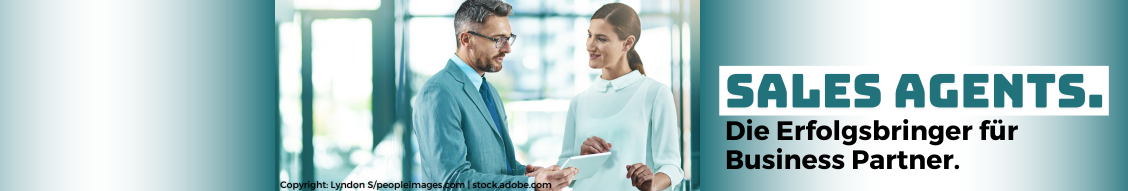 SALES AGENTS.
Die Erfolgsbringer für
Business Partner.
Copyright: Lyndon S/peopleimages.com | stock.adobe.com